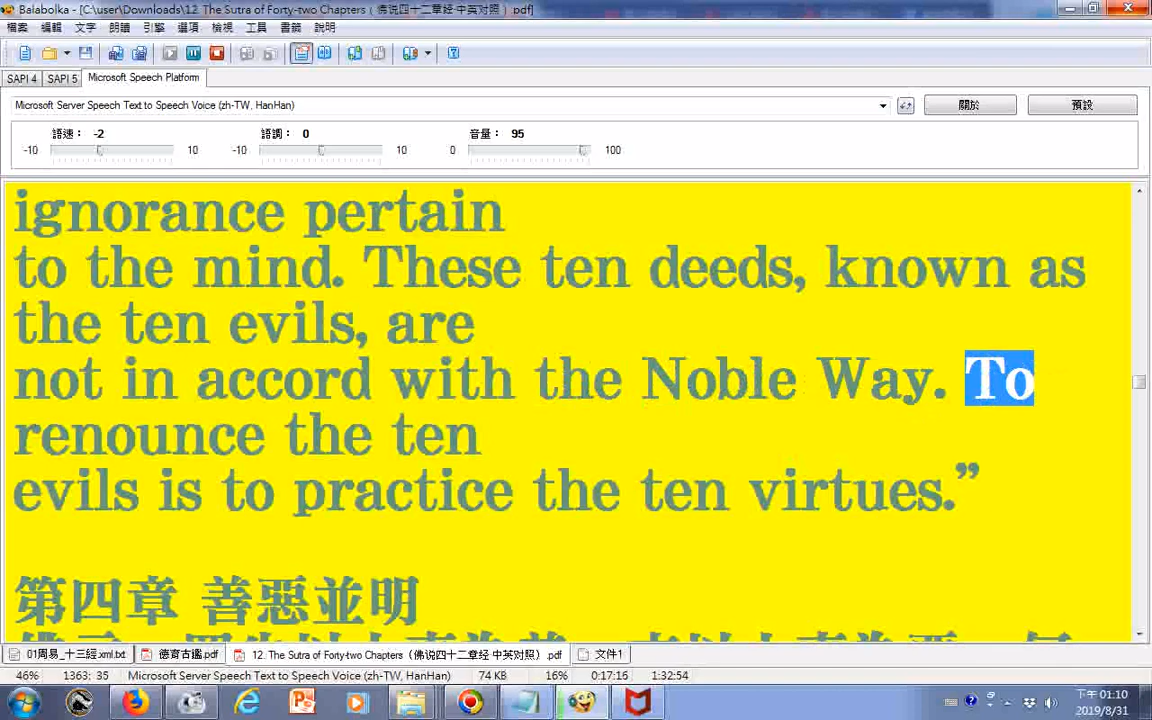 Balabolka - [C:\user\Downloads\12. The Sutra of Forty-two Chapters（佛说四十二章经·中英对照）.pdf]
檔案 編輯 文字 朗讀 引擎 選項 檢視 工具 書籤 說明
SAPI 4 SAPI 5 Microsoft Speech Platform
Microsoft Server Speech Text to Speech Voice (zh-TW, HanHan) 關於 預設
語速： -2 語調： 0 音量： 95
-10 10 -10 10 0 100
ignorance pertain
to the mind. These ten deeds, known as
the ten evils, are
not in accord with the Noble Way. To
renounce the ten
evils is to practice the ten virtues.”
第四章 善惡並明
01周易_十三經.xml.txt 德育古鑑.pdf 12. The Sutra of Forty-two Chapters（佛说四十二章经·中英对照）.pdf 文件1
46% 1363: 35 Microsoft Server Speech Text to Speech Voice (zh-TW, HanHan) 74 KB 16% 0:17:15 1:32:54
下午 01:10
2019/8/31